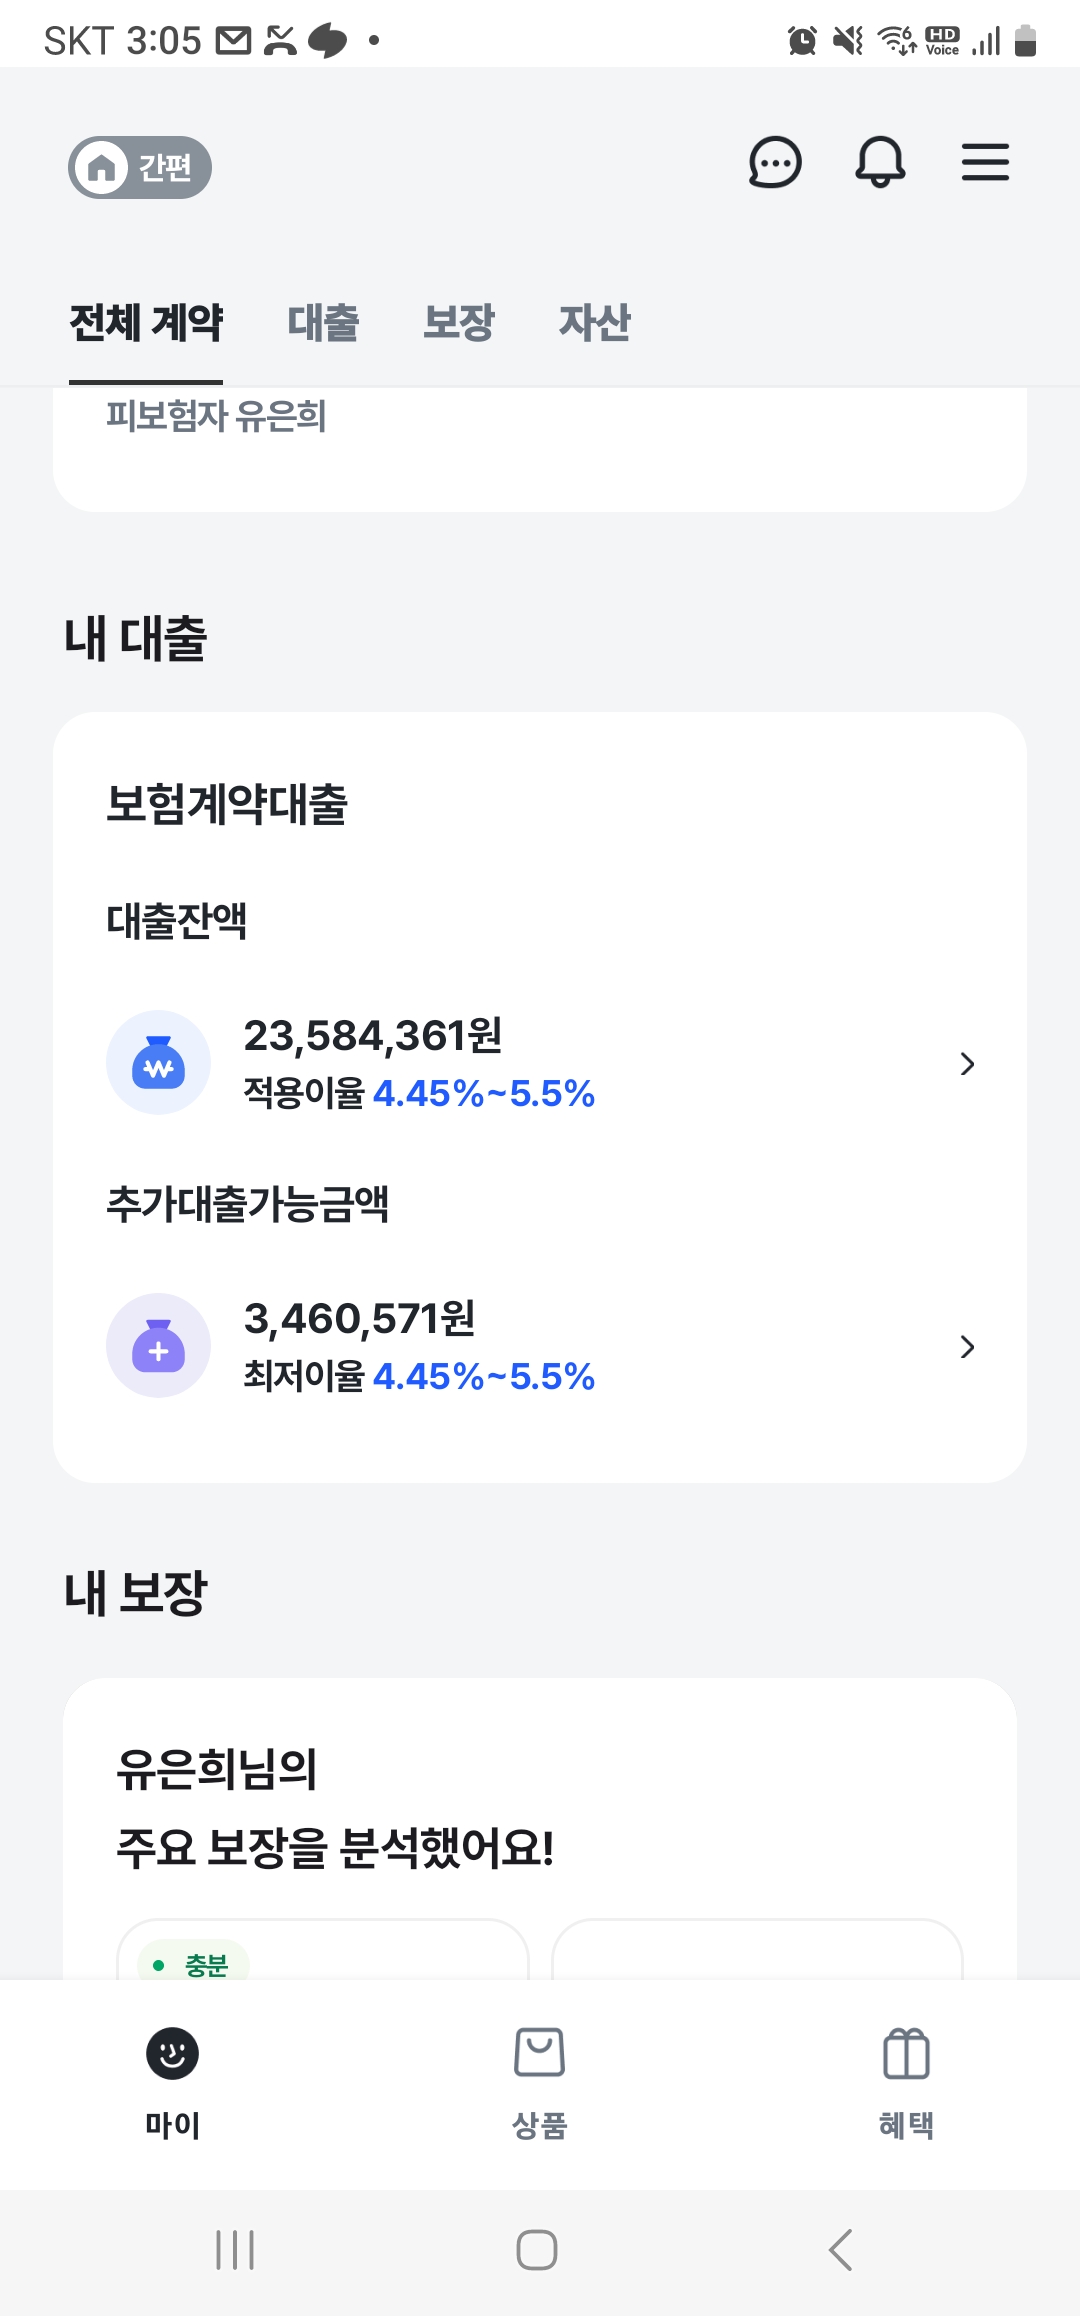 SKT 3:05
HD
Voice
간편
전체 계약
대출
보장
자산
피보험자 유은희
내 대출
보험계약대출
대출잔액
23,584,361원
적용이율 4.45%~5.5%
추가대출가능금액
3,460,571원
최저이율 4.45%~5.5%
내 보장
유은희님의
주요 보장을 분석했어요!
충분
마이
상품
혜택